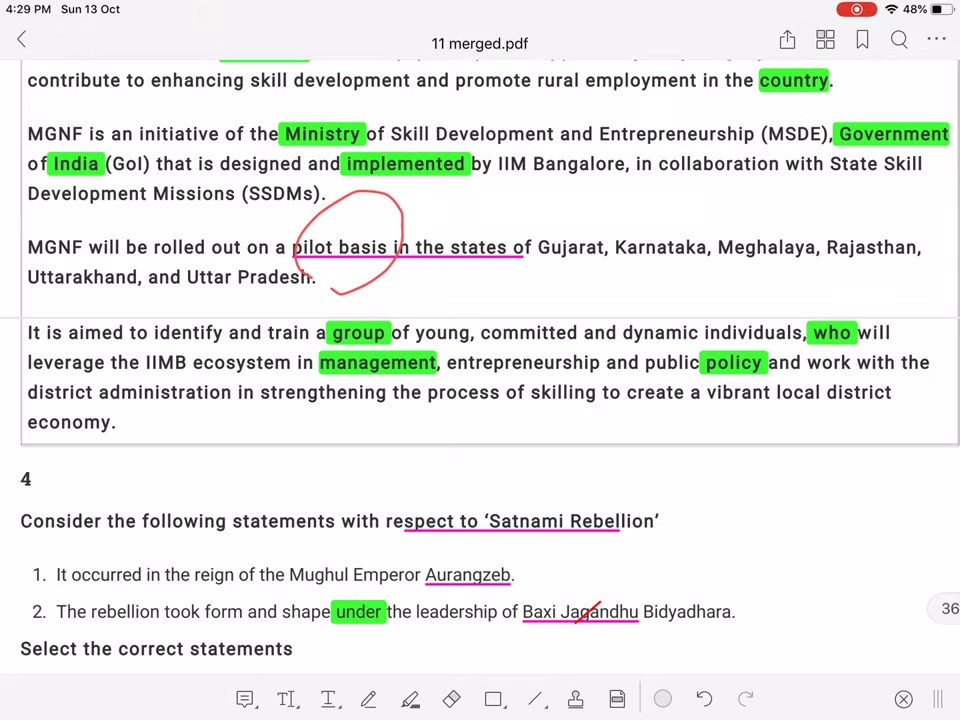 4:29 PM Sun 13 Oct
48%
11 merged.pdf
contribute to enhancing skill development and promote rural employment in the country.
MGNF is an initiative of the Ministry of Skill Development and Entrepreneurship (MSDE), Government
of India (GoI) that is designed and implemented by IIM Bangalore, in collaboration with State Skill
Development Missions (SSDMs).
MGNF will be rolled out on a pilot basis in the states of Gujarat, Karnataka, Meghalaya, Rajasthan,
Uttarakhand, and Uttar Pradesh.
It is aimed to identify and train a group of young, committed and dynamic individuals, who will
leverage the IIMB ecosystem in management, entrepreneurship and public policy and work with the
district administration in strengthening the process of skilling to create a vibrant local district
economy.
4
Consider the following statements with respect to ‘Satnami Rebellion’
1. It occurred in the reign of the Mughul Emperor Aurangzeb.
2. The rebellion took form and shape under the leadership of Baxi Jagandhu Bidyadhara.
36
Select the correct statements